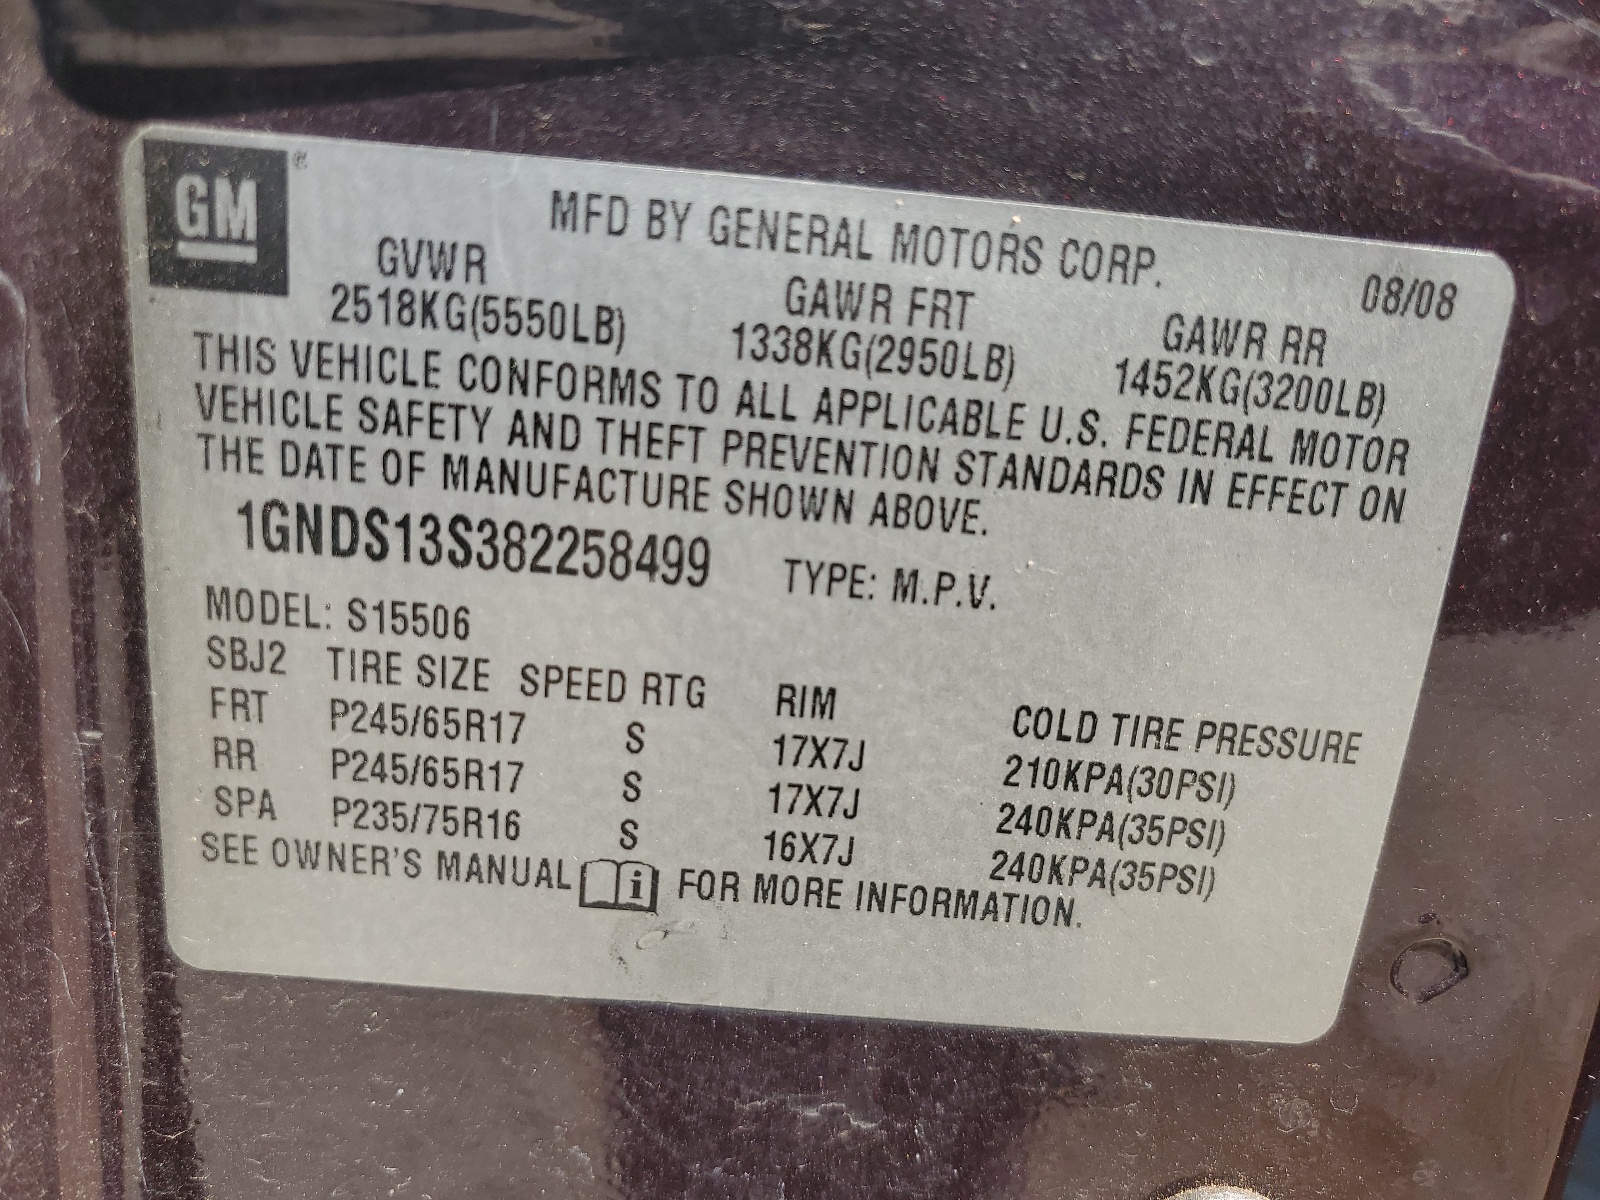 GM ®
MFD BY GENERAL MOTORS CORP. 08/08
GVWR GAWR FRT GAWR RR
2518KG(5550LB) 1338KG(2950LB) 1452KG(3200LB)
THIS VEHICLE CONFORMS TO ALL APPLICABLE U.S. FEDERAL MOTOR
VEHICLE SAFETY AND THEFT PREVENTION STANDARDS IN EFFECT ON
THE DATE OF MANUFACTURE SHOWN ABOVE.
1GNDS13S382258499 TYPE: M.P.V.
MODEL: S15506
SBJ2 TIRE SIZE SPEED RTG RIM COLD TIRE PRESSURE
FRT P245/65R17 S 17X7J 210KPA(30PSI)
RR P245/65R17 S 17X7J 240KPA(35PSI)
SPA P235/75R16 S 16X7J 240KPA(35PSI)
SEE OWNER'S MANUAL i FOR MORE INFORMATION.